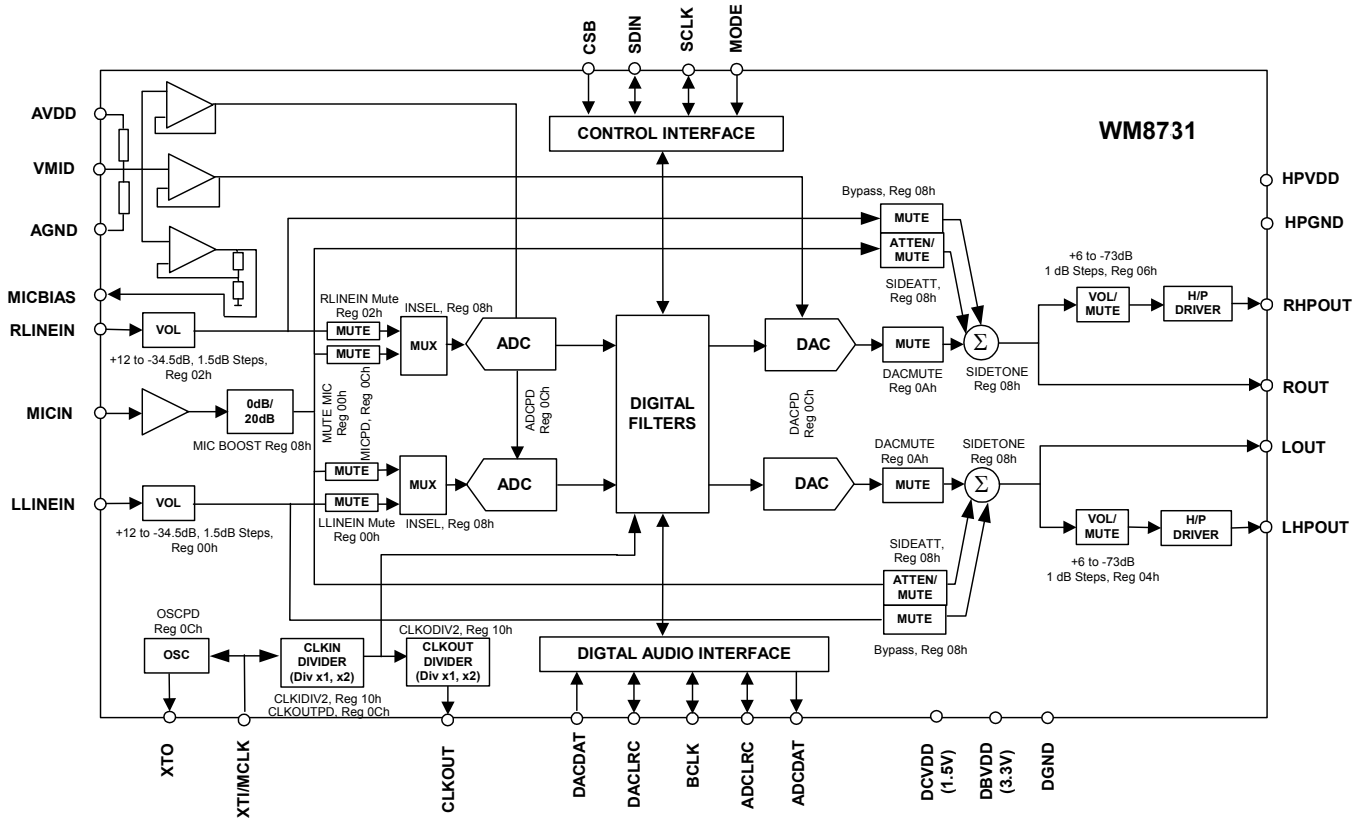 CSB
SDIN
SCLK
MODE
AVDD
VMID
AGND
MICBIAS
RLINEIN
MICIN
LLINEIN
CONTROL INTERFACE
WM8731
HPVDD
HPGND
RHPOUT
ROUT
LOUT
LHPOUT
Bypass, Reg 08h
MUTE
ATTEN/
MUTE
SIDEATT,
Reg 08h
+6 to -73dB
1 dB Steps, Reg 06h
VOL/
MUTE
H/P
DRIVER
VOL
+12 to -34.5dB, 1.5dB Steps,
Reg 02h
RLINEIN Mute
Reg 02h
INSEL, Reg 08h
MUTE
MUTE
MUX
ADC
DAC
MUTE
DACMUTE
Reg 0Ah
Σ
SIDETONE
Reg 08h
0dB/
20dB
MIC BOOST Reg 08h
MUTE MIC
Reg 00h
MICPD, Reg 0Ch
ADCPD
Reg 0Ch
DIGITAL
FILTERS
DACPD
Reg 0Ch
DACMUTE
Reg 0Ah
SIDETONE
Reg 08h
VOL
+12 to -34.5dB, 1.5dB Steps,
Reg 00h
MUTE
MUTE
LLINEIN Mute
Reg 00h
MUX
INSEL, Reg 08h
ADC
DAC
MUTE
Σ
VOL/
MUTE
H/P
DRIVER
+6 to -73dB
1 dB Steps, Reg 04h
SIDEATT,
Reg 08h
ATTEN/
MUTE
MUTE
Bypass, Reg 08h
OSCPD
Reg 0Ch
OSC
CLKIN
DIVIDER
(Div x1, x2)
CLKIDIV2, Reg 10h
CLKOUTPD, Reg 0Ch
CLKODIV2, Reg 10h
CLKOUT
DIVIDER
(Div x1, x2)
DIGTAL AUDIO INTERFACE
XTO
XTI/MCLK
CLKOUT
DACDAT
DACLRC
BCLK
ADCLRC
ADCDAT
DCVDD
(1.5V)
DBVDD
(3.3V)
DGND